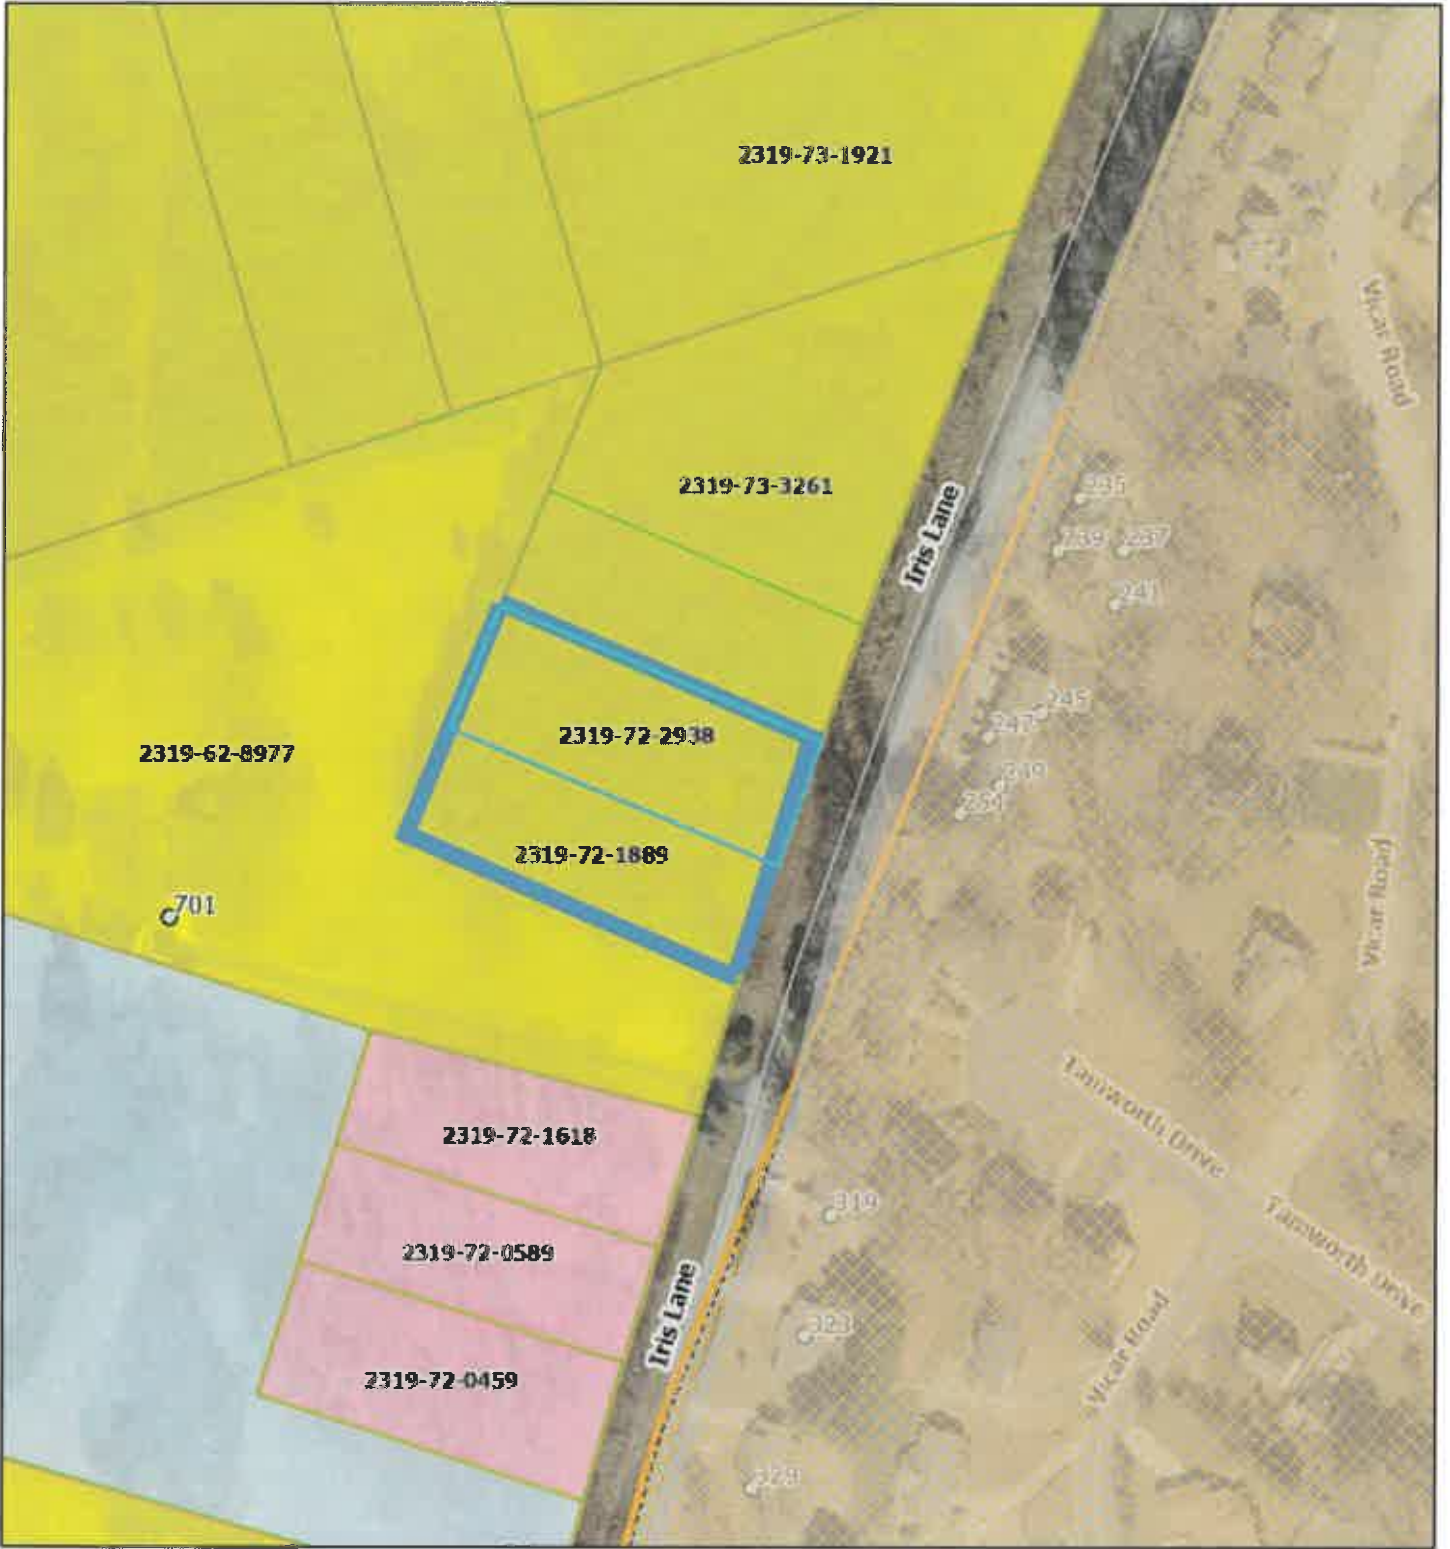 2319-73-1921
Vicar Road
2319-73-3261
235
Iris Lane
239
237
241
245
247
2319-72-2938
2319-62-8977
249
251
2319-72-1889
701
Vicar Road
Tamworth Drive
2319-72-1618
319
Tamworth Drive
2319-72-0589
Iris Lane
323
Vicar Road
2319-72-0459
329